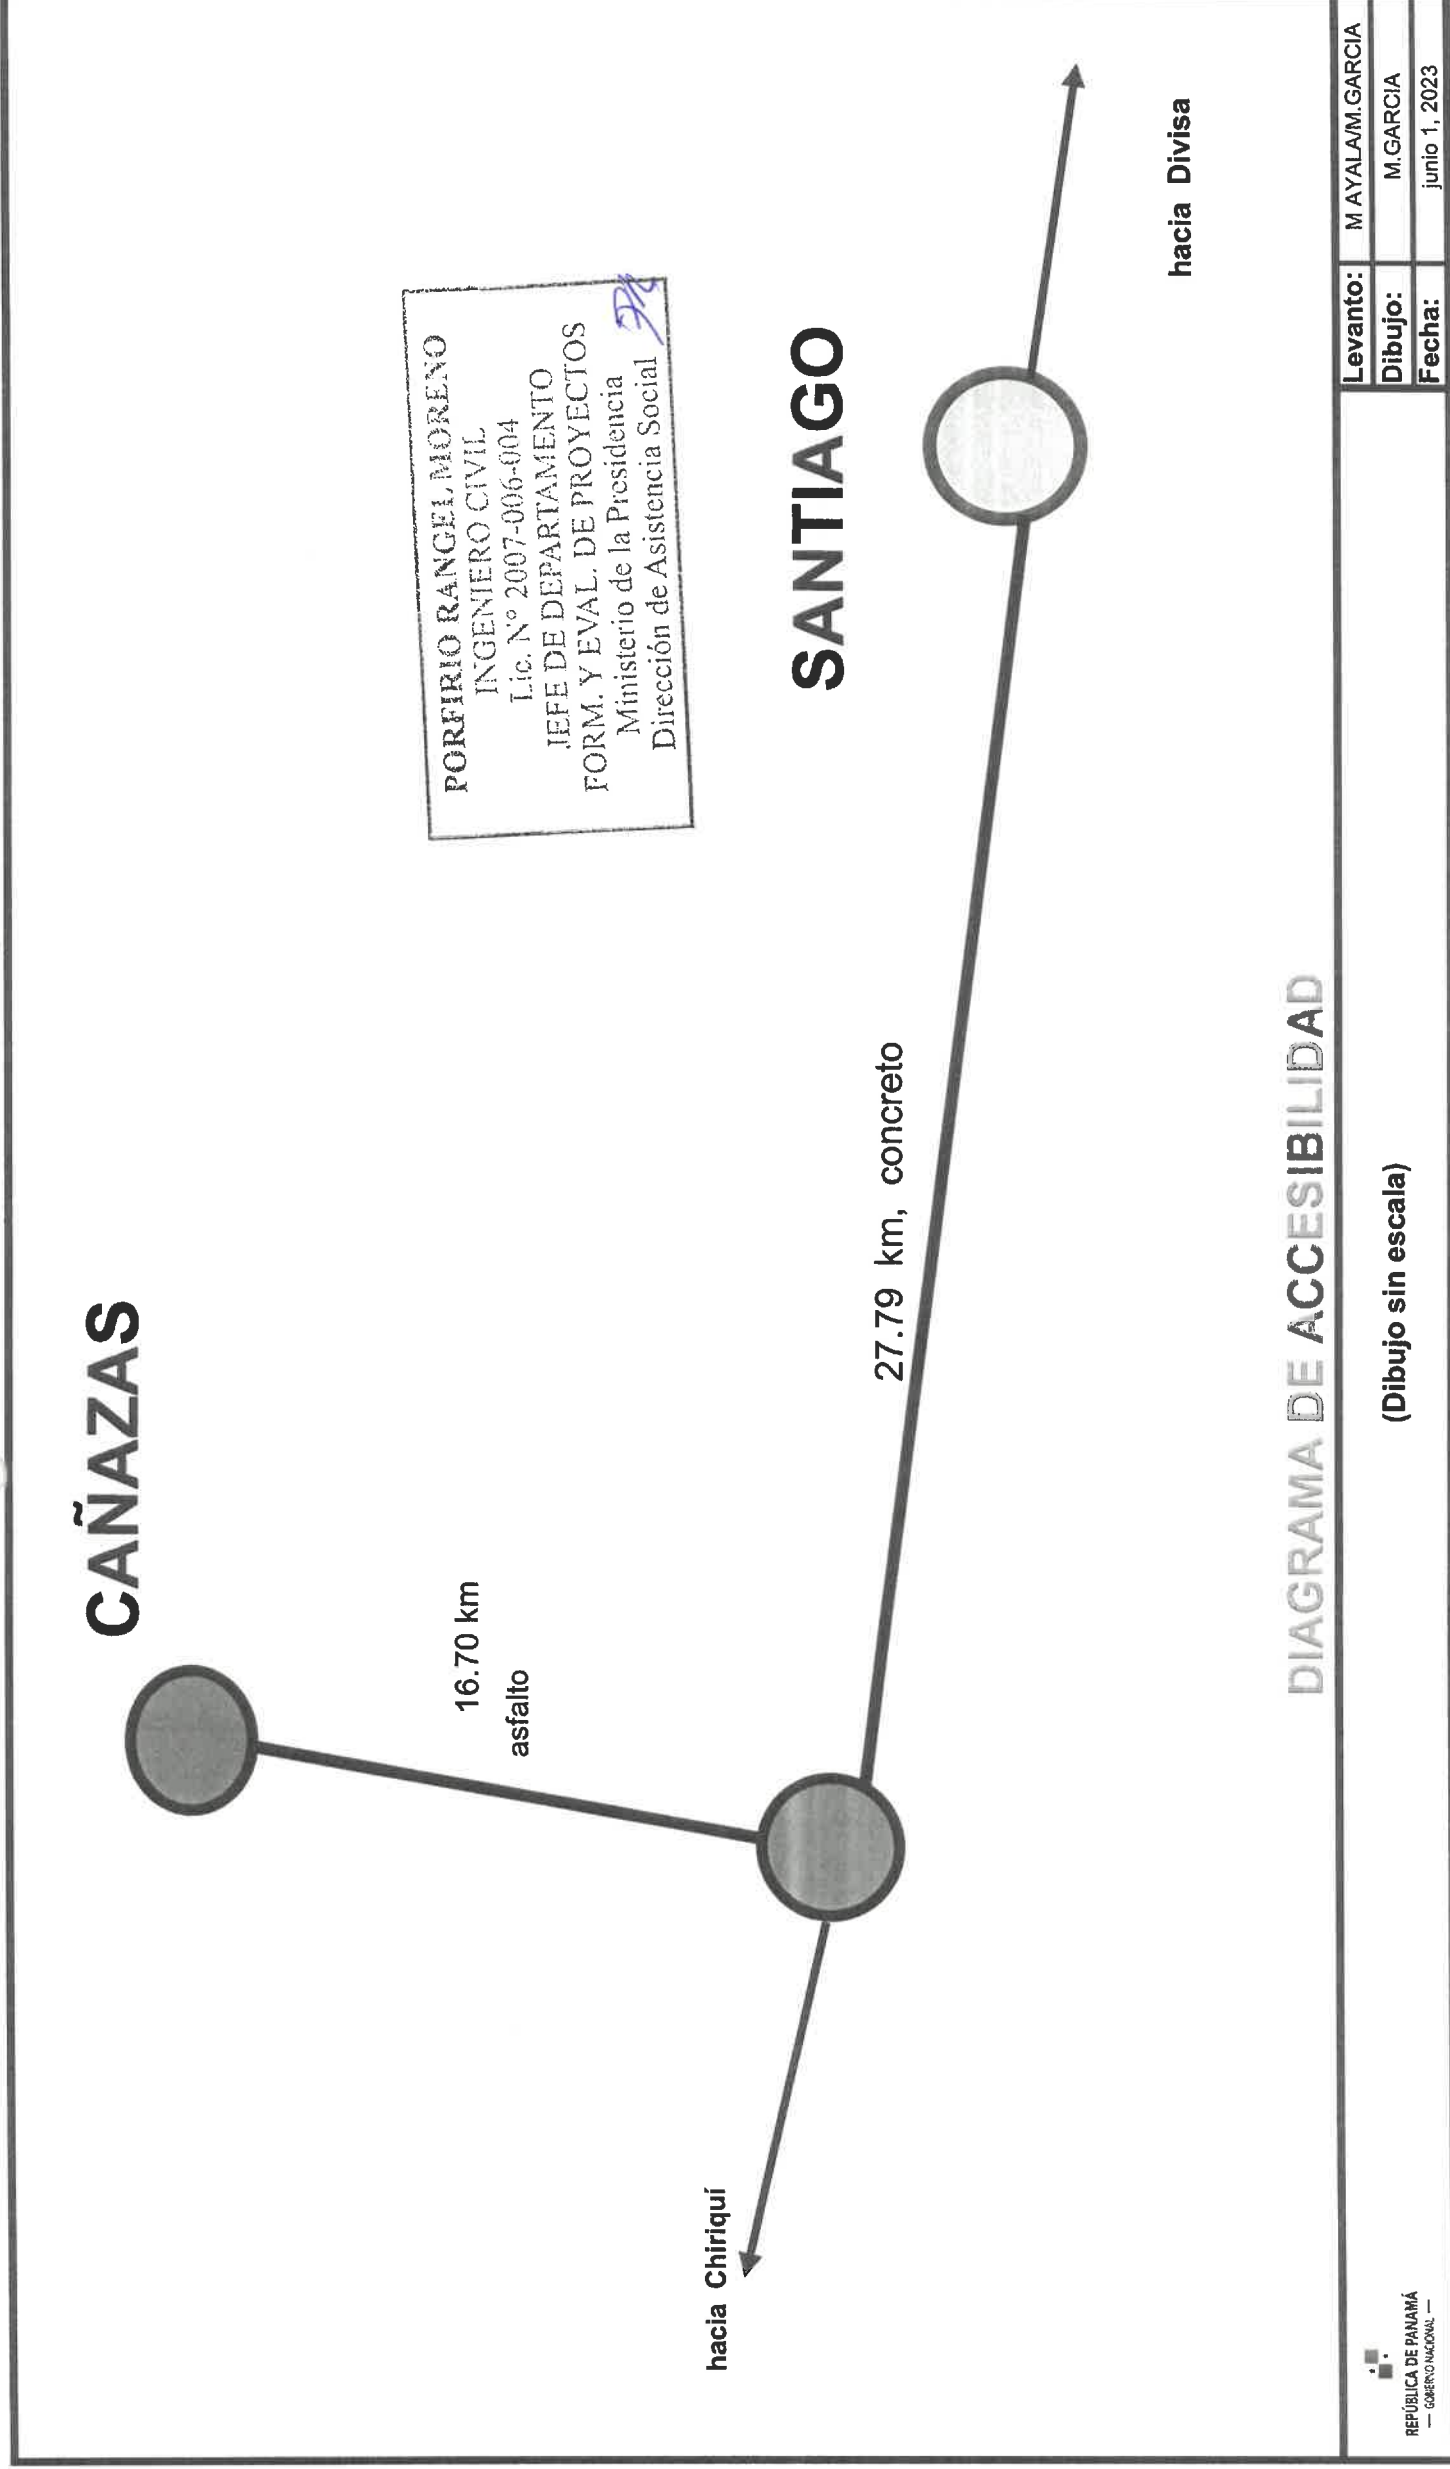 CAÑAZAS
16.70 km
asfalto
PORFIRIO RANGEL MORENO
INGENIERO CIVIL
Lic. N° 2007-006-004
JEFE DE DEPARTAMENTO
FORM. Y EVAL. DE PROYECTOS
Ministerio de la Presidencia
Dirección de Asistencia Social
SANTIAGO
hacia Chiriquí
27.79 km, concreto
hacia Divisa
DIAGRAMA DE ACCESIBILIDAD
REPÚBLICA DE PANAMÁ
— GOBIERNO NACIONAL —
(Dibujo sin escala)
Levanto: M AYALA/M.GARCIA
Dibujo: M.GARCIA
Fecha: junio 1, 2023